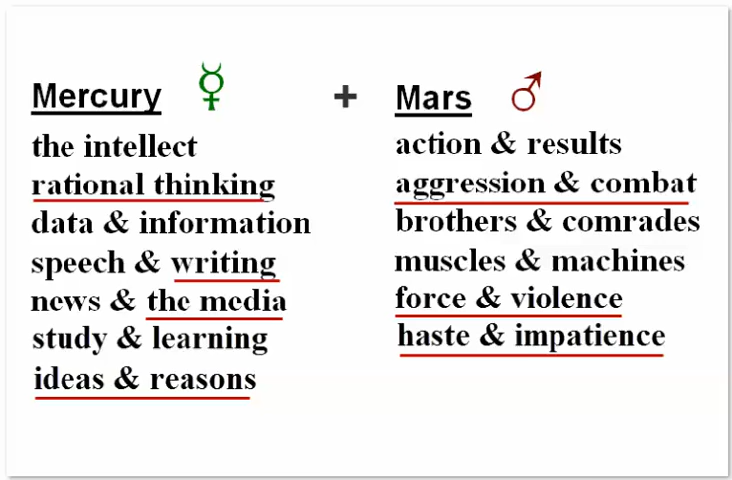 Mercury ☿ + Mars ♂
the intellect
rational thinking
data & information
speech & writing
news & the media
study & learning
ideas & reasons
action & results
aggression & combat
brothers & comrades
muscles & machines
force & violence
haste & impatience